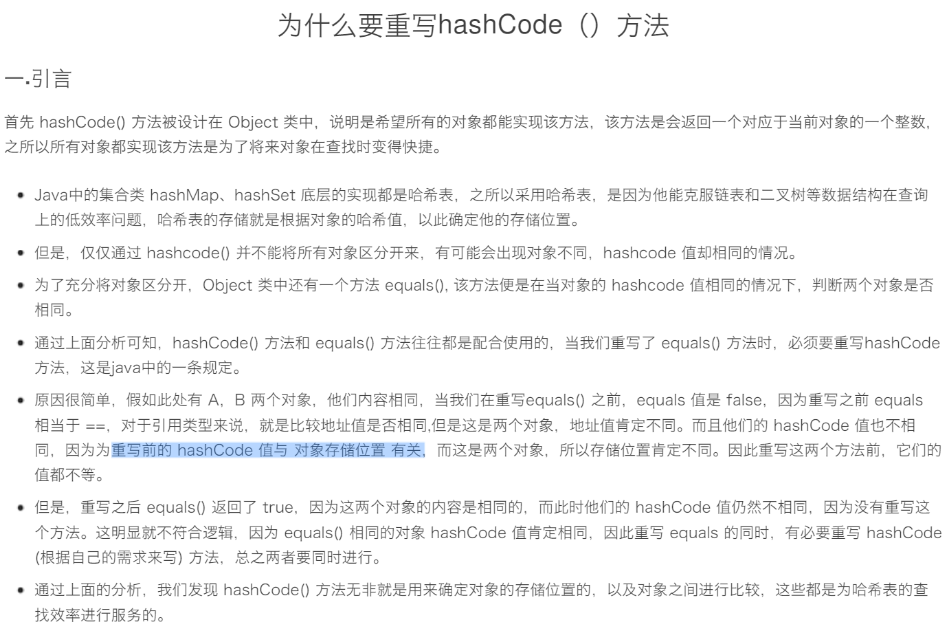 为什么要重写hashCode（）方法
一.引言
首先 hashCode() 方法被设计在 Object 类中，说明是希望所有的对象都能实现该方法，该方法是会返回一个对应于当前对象的一个整数，
之所以所有对象都实现该方法是为了将来对象在查找时变得快捷。
• Java中的集合类 hashMap、hashSet 底层的实现都是哈希表，之所以采用哈希表，是因为他能克服链表和二叉树等数据结构在查询
上的低效率问题，哈希表的存储就是根据对象的哈希值，以此确定他的存储位置。
• 但是，仅仅通过 hashcode() 并不能将所有对象区分开来，有可能会出现对象不同，hashcode 值却相同的情况。
• 为了充分将对象区分开，Object 类中还有一个方法 equals(), 该方法便是在当对象的 hashcode 值相同的情况下，判断两个对象是否
相同。
• 通过上面分析可知，hashCode() 方法和 equals() 方法往往都是配合使用的，当我们重写了 equals() 方法时，必须要重写hashCode
方法，这是java中的一条规定。
• 原因很简单，假如此处有 A，B 两个对象，他们内容相同，当我们在重写equals() 之前，equals 值是 false，因为重写之前 equals
相当于 ==，对于引用类型来说，就是比较地址值是否相同,但是这是两个对象，地址值肯定不同。而且他们的 hashCode 值也不相
同，因为为重写前的 hashCode 值与 对象存储位置 有关，而这是两个对象，所以存储位置肯定不同。因此重写这两个方法前，它们的
值都不等。
• 但是，重写之后 equals() 返回了 true，因为这两个对象的内容是相同的，而此时他们的 hashCode 值仍然不相同，因为没有重写这
个方法。这明显就不符合逻辑，因为 equals() 相同的对象 hashCode 值肯定相同，因此重写 equals 的同时，有必要重写 hashCode
(根据自己的需求来写) 方法，总之两者要同时进行。
• 通过上面的分析，我们发现 hashCode() 方法无非就是用来确定对象的存储位置的，以及对象之间进行比较，这些都是为哈希表的查
找效率进行服务的。